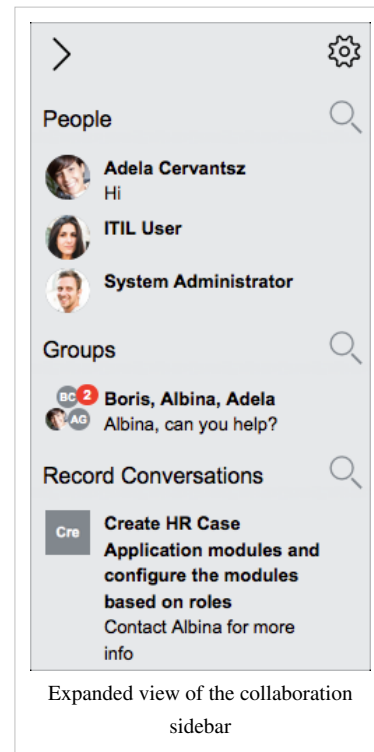 People
Adela Cervantsz
Hi
ITIL User
System Administrator
Groups
BC 2
AG
Boris, Albina, Adela
Albina, can you help?
Record Conversations
Cre
Create HR Case
Application modules and
configure the modules
based on roles
Contact Albina for more
info
Expanded view of the collaboration
sidebar